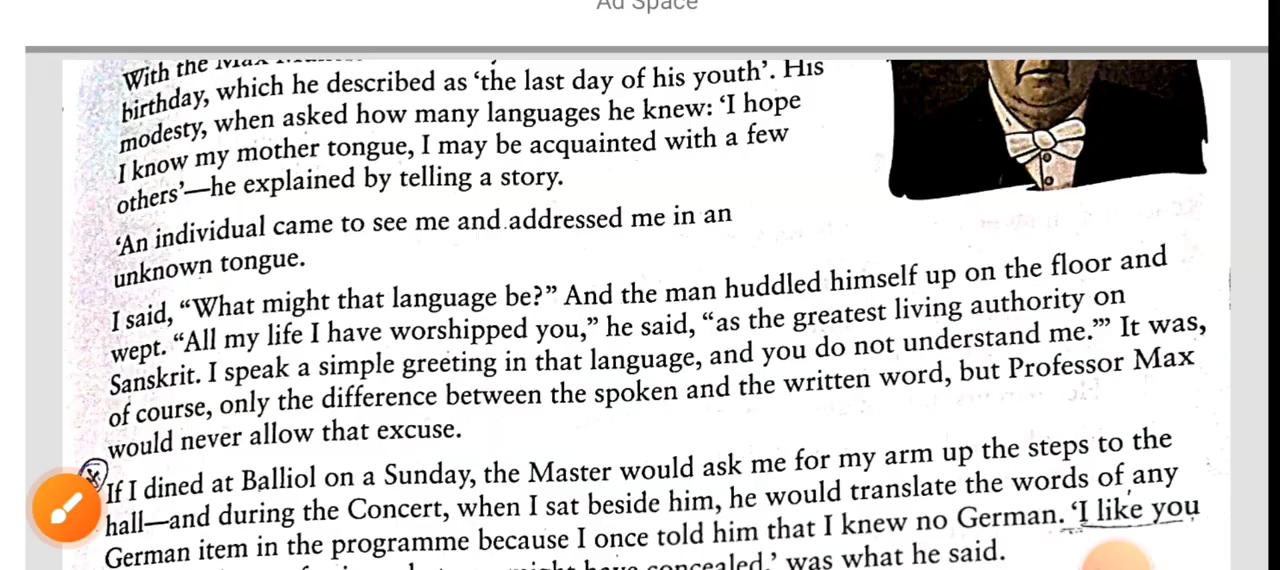 Ad Space
With the Max
birthday, which he described as 'the last day of his youth'. His
modesty, when asked how many languages he knew: 'I hope
I know my mother tongue, I may be acquainted with a few
others'—he explained by telling a story.
'An individual came to see me and addressed me in an
unknown tongue.
I said, "What might that language be?" And the man huddled himself up on the floor and
wept. "All my life I have worshipped you," he said, "as the greatest living authority on
Sanskrit. I speak a simple greeting in that language, and you do not understand me."' It was,
of course, only the difference between the spoken and the written word, but Professor Max
would never allow that excuse.
If I dined at Balliol on a Sunday, the Master would ask me for my arm up the steps to the
hall—and during the Concert, when I sat beside him, he would translate the words of any
German item in the programme because I once told him that I knew no German. 'I like you
concealed,' was what he said.